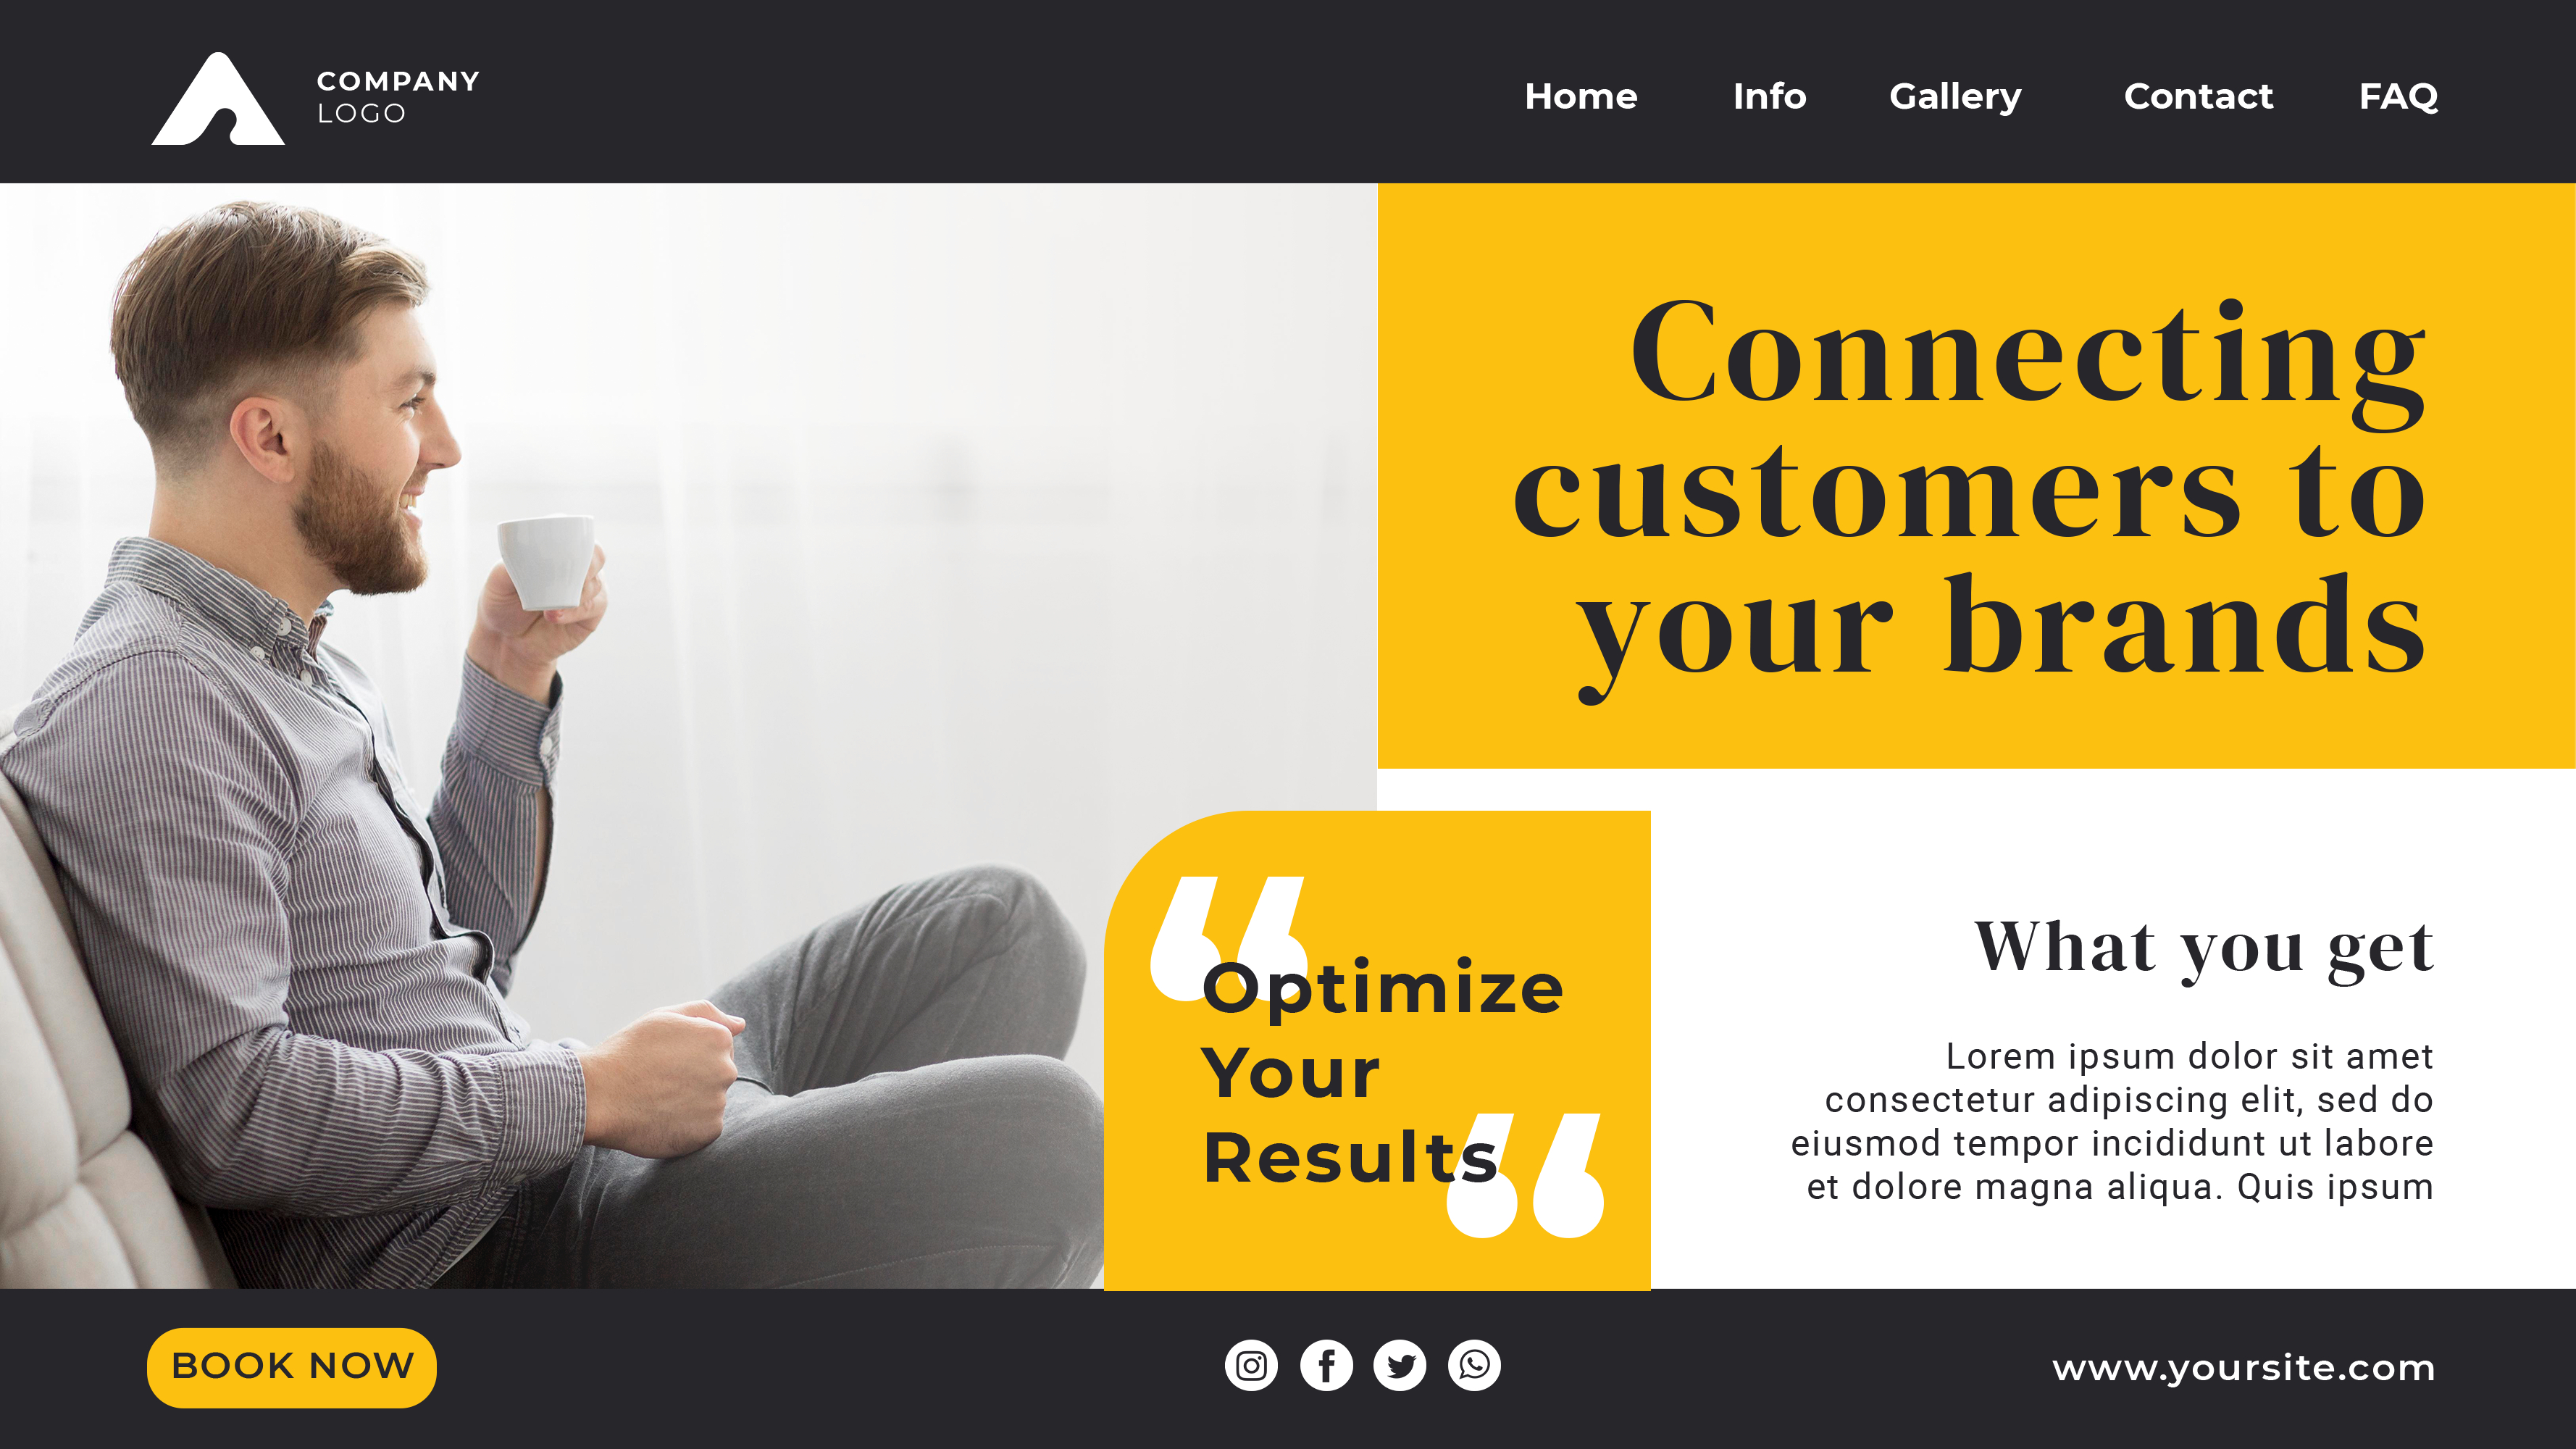 COMPANY
LOGO
Home Info Gallery Contact FAQ
Connecting
customers to
your brands
“
Optimize
Your
Results
“
What you get
Lorem ipsum dolor sit amet
consectetur adipiscing elit, sed do
eiusmod tempor incididunt ut labore
et dolore magna aliqua. Quis ipsum
BOOK NOW
www.yoursite.com